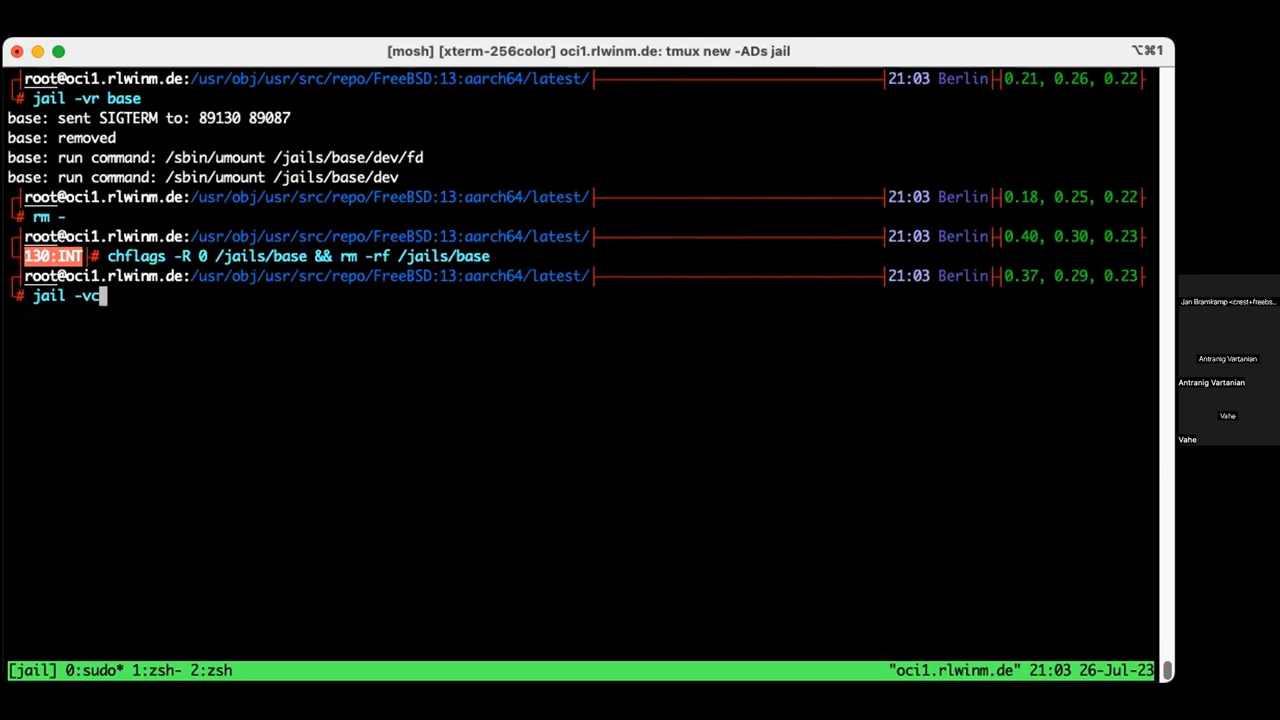 [mosh] [xterm-256color] oci1.rlwinm.de: tmux new -ADs jail
⌥⌘1
root@oci1.rlwinm.de:/usr/obj/usr/src/repo/FreeBSD:13:aarch64/latest/ 21:03 Berlin 0.21, 0.26, 0.22
# jail -vr base
base: sent SIGTERM to: 89130 89087
base: removed
base: run command: /sbin/umount /jails/base/dev/fd
base: run command: /sbin/umount /jails/base/dev
root@oci1.rlwinm.de:/usr/obj/usr/src/repo/FreeBSD:13:aarch64/latest/ 21:03 Berlin 0.18, 0.25, 0.22
# rm -
root@oci1.rlwinm.de:/usr/obj/usr/src/repo/FreeBSD:13:aarch64/latest/ 21:03 Berlin 0.40, 0.30, 0.23
130:INT # chflags -R 0 /jails/base && rm -rf /jails/base
root@oci1.rlwinm.de:/usr/obj/usr/src/repo/FreeBSD:13:aarch64/latest/ 21:03 Berlin 0.37, 0.29, 0.23
# jail -vc
Jan Bramkamp <crest+freebs...
Antranig Vartanian
Antranig Vartanian
Vahe
Vahe
[jail] 0:sudo* 1:zsh- 2:zsh "oci1.rlwinm.de" 21:03 26-Jul-23